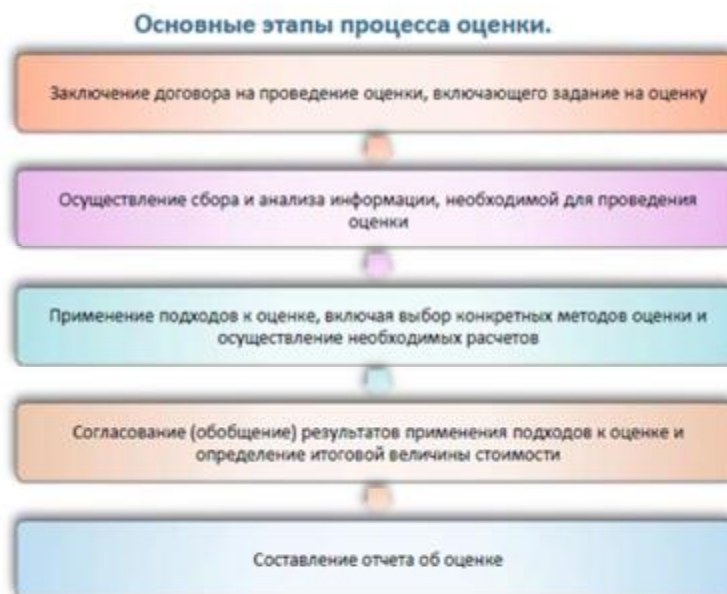 Основные этапы процесса оценки.
Заключение договора на проведение оценки, включающего задание на оценку
Осуществление сбора и анализа информации, необходимой для проведения
оценки
Применение подходов к оценке, включая выбор конкретных методов оценки и
осуществление необходимых расчетов
Согласование (обобщение) результатов применения подходов к оценке и
определение итоговой величины стоимости
Составление отчета об оценке